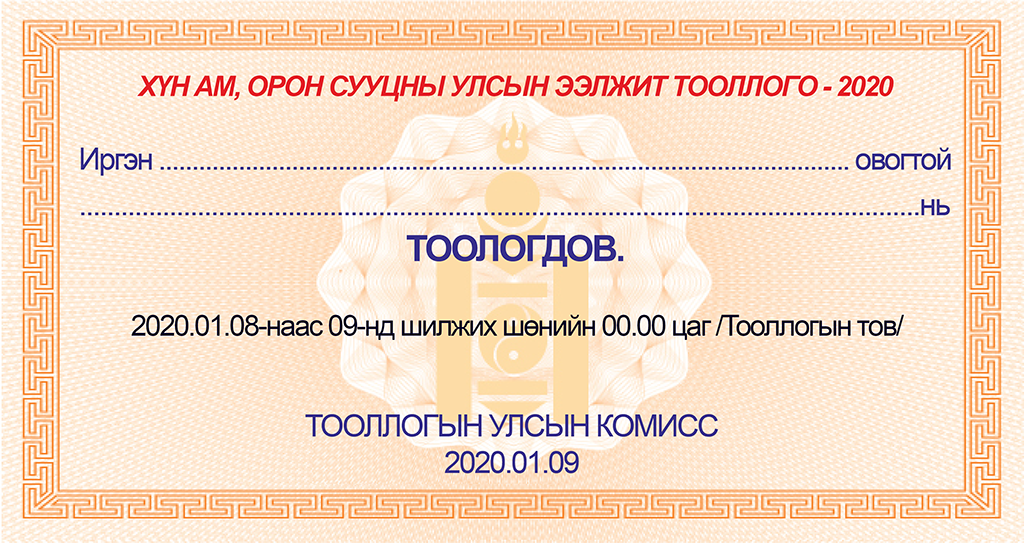 ХҮН АМ, ОРОН СУУЦНЫ УЛСЫН ЭЭЛЖИТ ТООЛЛОГО - 2020
Иргэн ........................................................................................................ овогтой
...............................................................................................................................нь
ТООЛОГДОВ.
2020.01.08-наас 09-нд шилжих шөнийн 00.00 цаг /Тооллогын тов/
ТООЛЛОГЫН УЛСЫН КОМИСС
2020.01.09